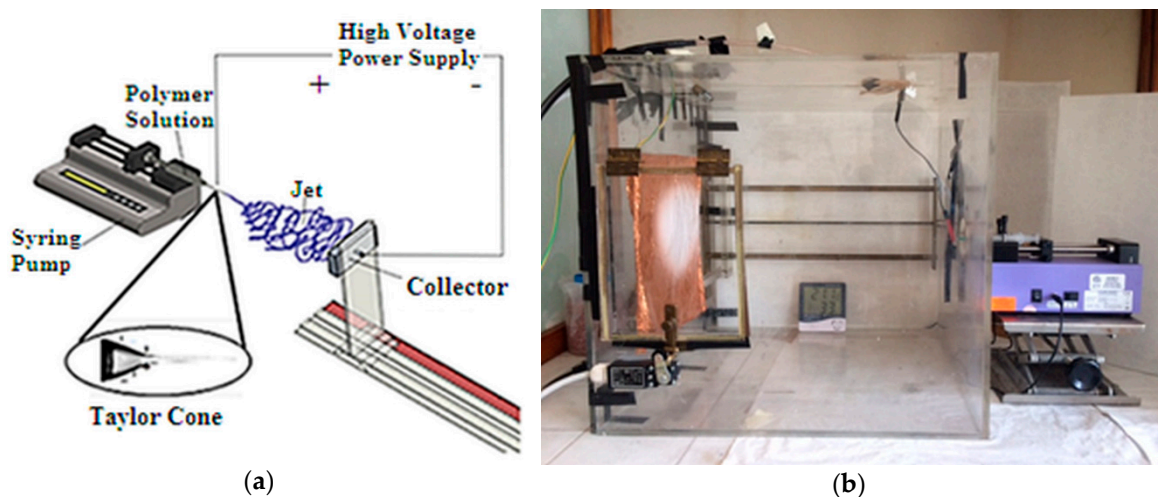 High Voltage
Power Supply
+ -
Polymer
Solution
Jet
Syring
Pump
Collector
Taylor Cone
(a)
(b)